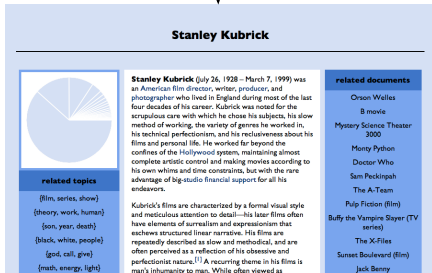 Stanley Kubrick
related topics
{film, series, show}
{theory, work, human}
{son, year, death}
{black, white, people}
{god, call, give}
{math, energy, light}
Stanley Kubrick (July 26, 1928 – March 7, 1999) was
an American film director, writer, producer, and
photographer who lived in England during most of the last
four decades of his career. Kubrick was noted for the
scrupulous care with which he chose his subjects, his slow
method of working, the variety of genres he worked in,
his technical perfectionism, and his reclusiveness about his
films and personal life. He worked far beyond the
confines of the Hollywood system, maintaining almost
complete artistic control and making movies according to
his own whims and time constraints, but with the rare
advantage of big-studio financial support for all his
endeavors.
Kubrick's films are characterized by a formal visual style
and meticulous attention to detail—his later films often
have elements of surrealism and expressionism that
eschews structured linear narrative. His films are
repeatedly described as slow and methodical, and are
often perceived as a reflection of his obsessive and
perfectionist nature.[1] A recurring theme in his films is
man's inhumanity to man. While often viewed as
related documents
Orson Welles
B movie
Mystery Science Theater
3000
Monty Python
Doctor Who
Sam Peckinpah
The A-Team
Pulp Fiction (film)
Buffy the Vampire Slayer (TV
series)
The X-Files
Sunset Boulevard (film)
Jack Benny